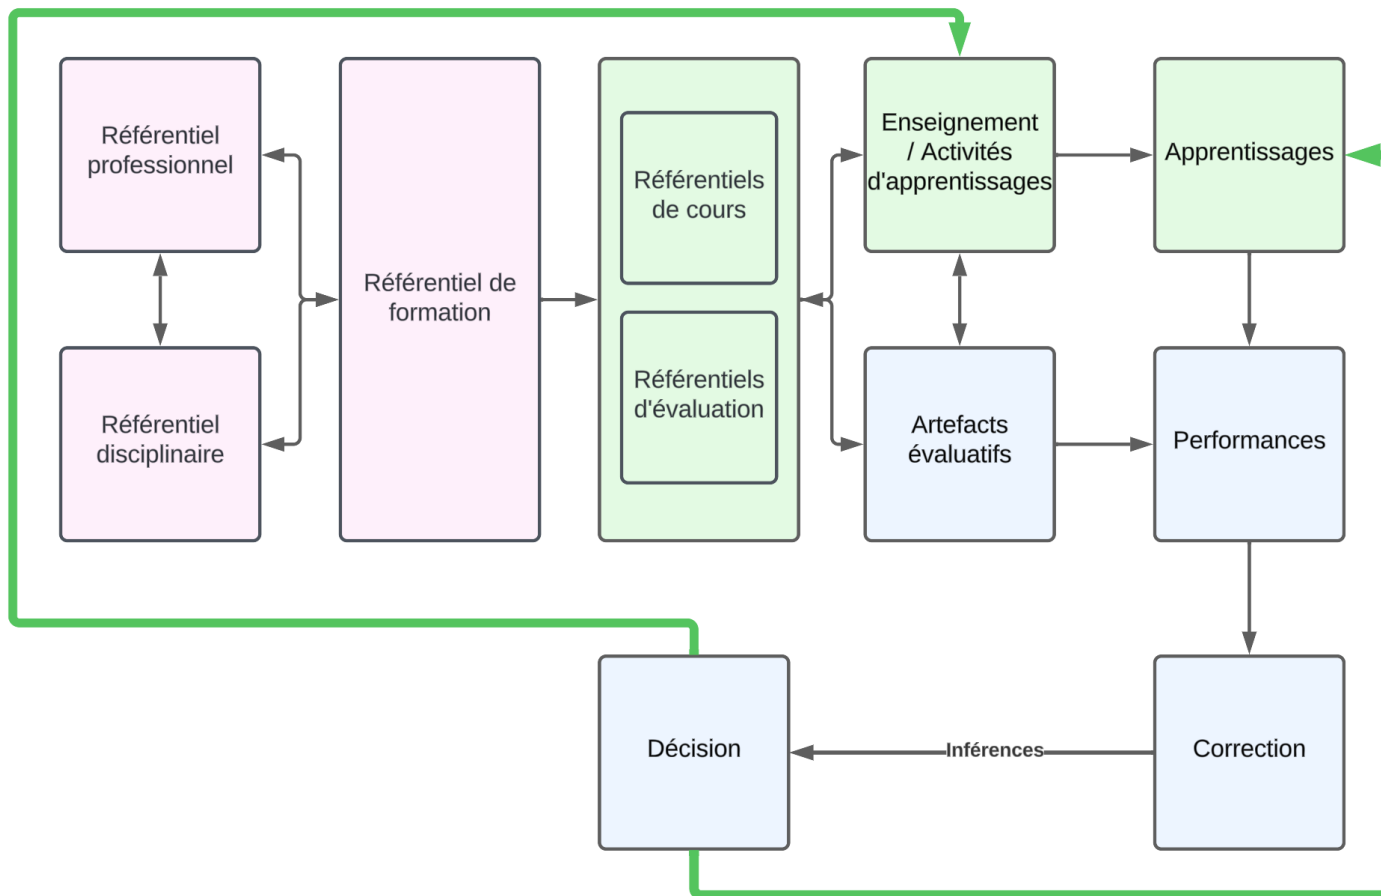 Référentiel
professionnel
Référentiel
disciplinaire
Référentiel de
formation
Référentiels
de cours
Référentiels
d'évaluation
Enseignement
/ Activités
d'apprentissages
Artefacts
évaluatifs
Apprentissages
Performances
Correction
Inférences
Décision